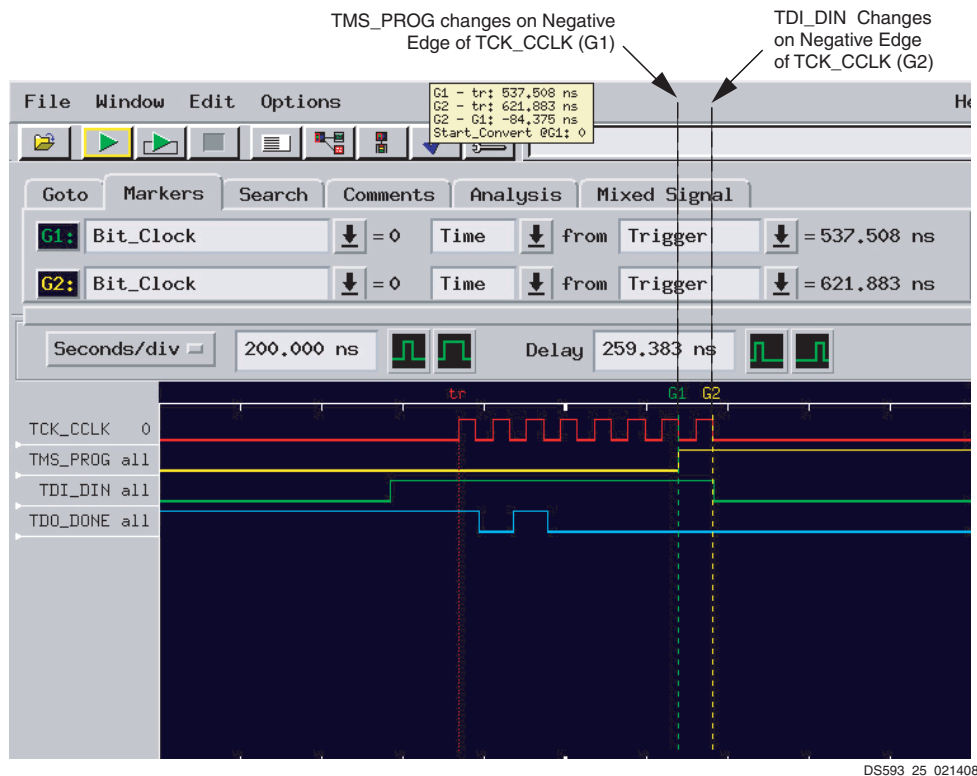 TMS_PROG changes on Negative
Edge of TCK_CCLK (G1)
TDI_DIN Changes
on Negative Edge
of TCK_CCLK (G2)
File Window Edit Options
G1 - tr: 537.508 ns
G2 - tr: 621.883 ns
G2 - G1: -84.375 ns
Start_Convert @G1: 0
Goto Markers Search Comments Analysis Mixed Signal
G1: Bit_Clock = 0 Time from Trigger = 537.508 ns
G2: Bit_Clock = 0 Time from Trigger = 621.883 ns
Seconds/div 200.000 ns Delay 259.383 ns
tr G1 G2
TCK_CCLK 0
TMS_PROG all
TDI_DIN all
TDO_DONE all
DS593_25_021408